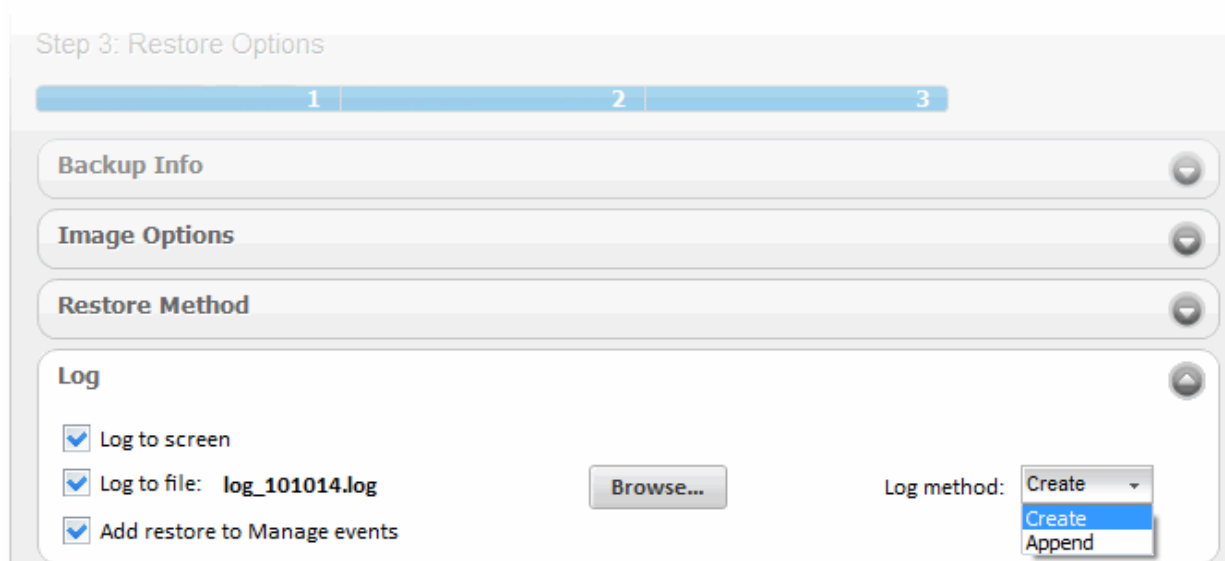 Step 3: Restore Options
1 2 3
Backup Info
Image Options
Restore Method
Log
Log to screen
Log to file: log_101014.log Browse... Log method: Create
Create
Add restore to Manage events
Append